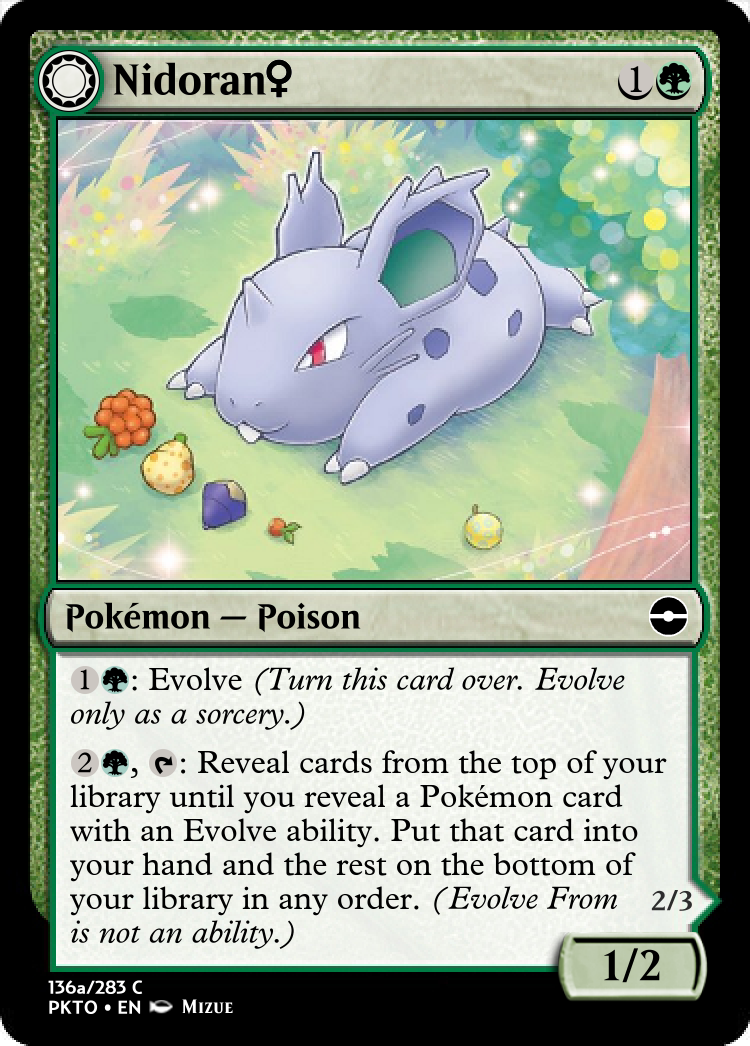 Nidoran♀ 1
Pokémon — Poison
1: Evolve (Turn this card over. Evolve
only as a sorcery.)
2, : Reveal cards from the top of your
library until you reveal a Pokémon card
with an Evolve ability. Put that card into
your hand and the rest on the bottom of
your library in any order. (Evolve From
is not an ability.)
2/3
1/2
136a/283 C
PKTO • EN Mizue